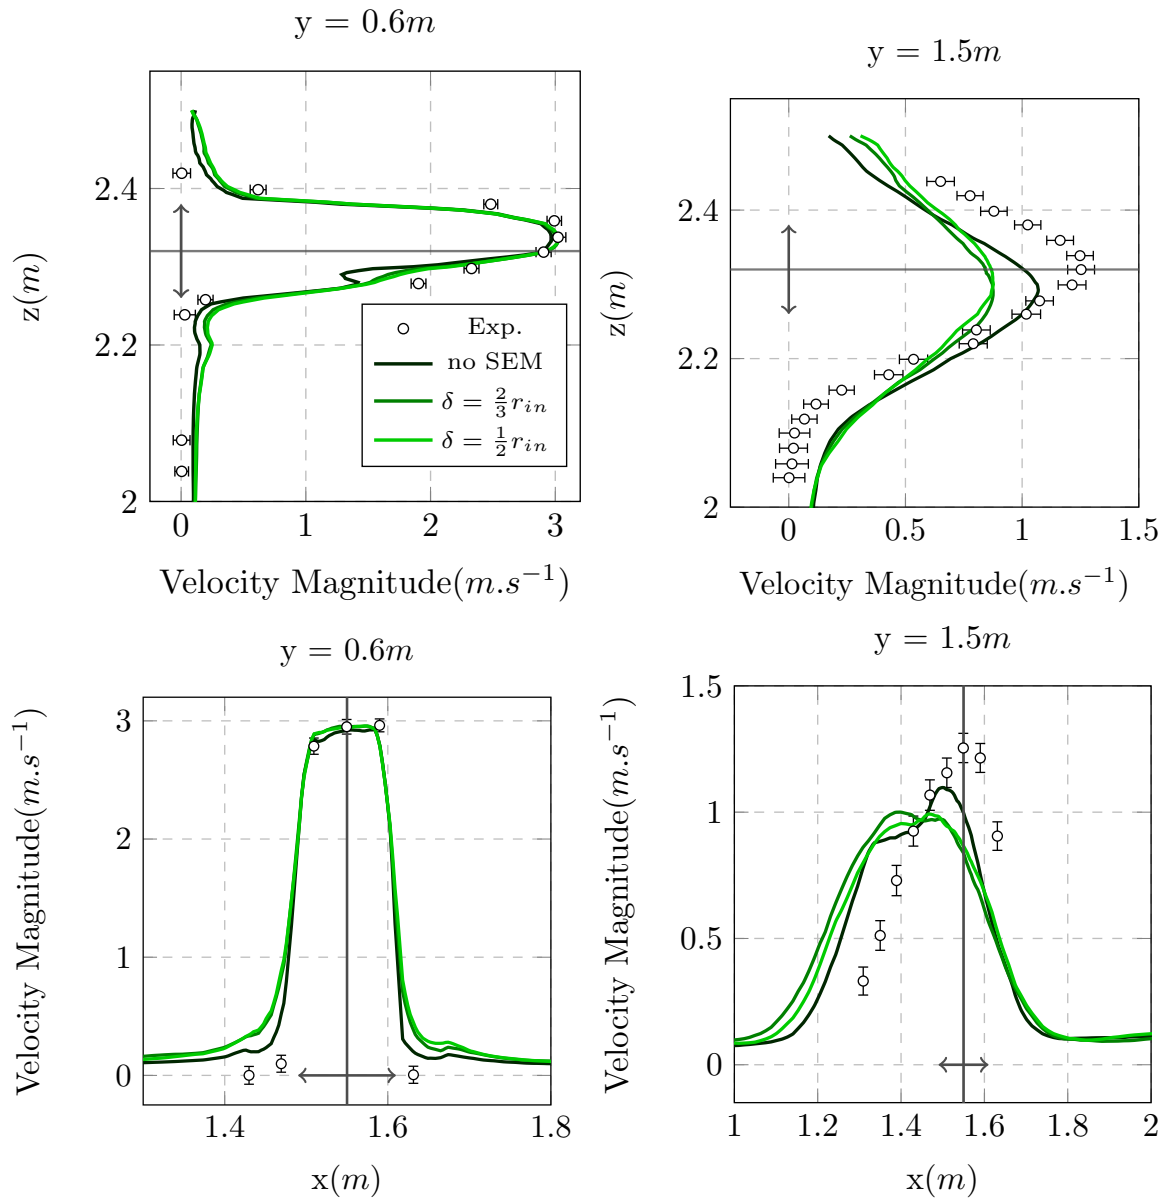 y = 0.6m
z(m)
2.4
2.2
2
0
1
2
3
Velocity Magnitude(m.s⁻¹)
Exp.
no SEM
δ = 2/3 r_in
δ = 1/2 r_in
y = 1.5m
z(m)
2.4
2.2
2
0
0.5
1
1.5
Velocity Magnitude(m.s⁻¹)
y = 0.6m
Velocity Magnitude(m.s⁻¹)
3
2
1
0
1.4
1.6
1.8
x(m)
y = 1.5m
Velocity Magnitude(m.s⁻¹)
1.5
1
0.5
0
1
1.2
1.4
1.6
1.8
2
x(m)